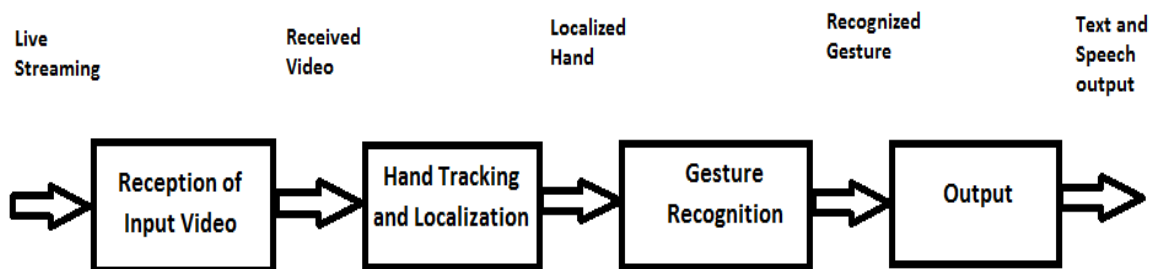 Live
Streaming
Received
Video
Localized
Hand
Recognized
Gesture
Text and
Speech
output
Reception of
Input Video
Hand Tracking
and Localization
Gesture
Recognition
Output